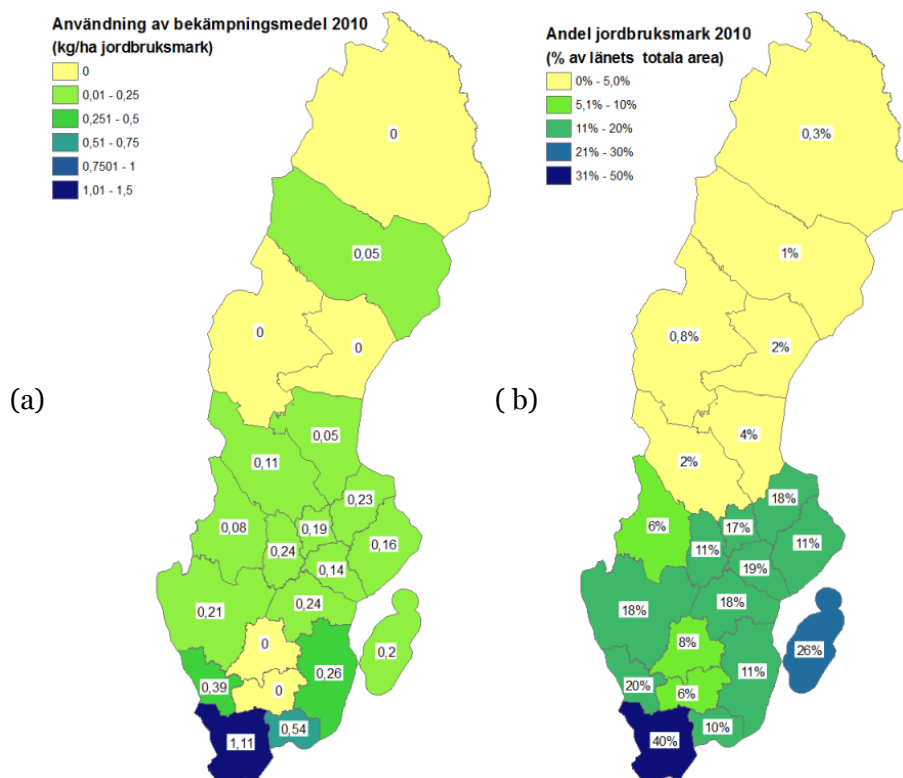 Användning av bekämpningsmedel 2010
(kg/ha jordbruksmark)
0
0,01 - 0,25
0,251 - 0,5
0,51 - 0,75
0,7501 - 1
1,01 - 1,5
0
0,05
0
0
0,05
0,11
0,23
0,08
0,19
0,16
0,24
0,14
0,21
0,24
0
0,2
0,26
0,39
0
0,54
1,11
(a)
Andel jordbruksmark 2010
(% av länets totala area)
0% - 5,0%
5,1% - 10%
11% - 20%
21% - 30%
31% - 50%
0,3%
1%
0,8%
2%
4%
2%
18%
6%
17%
11%
11%
19%
18%
18%
8%
26%
11%
20%
6%
10%
40%
( b)